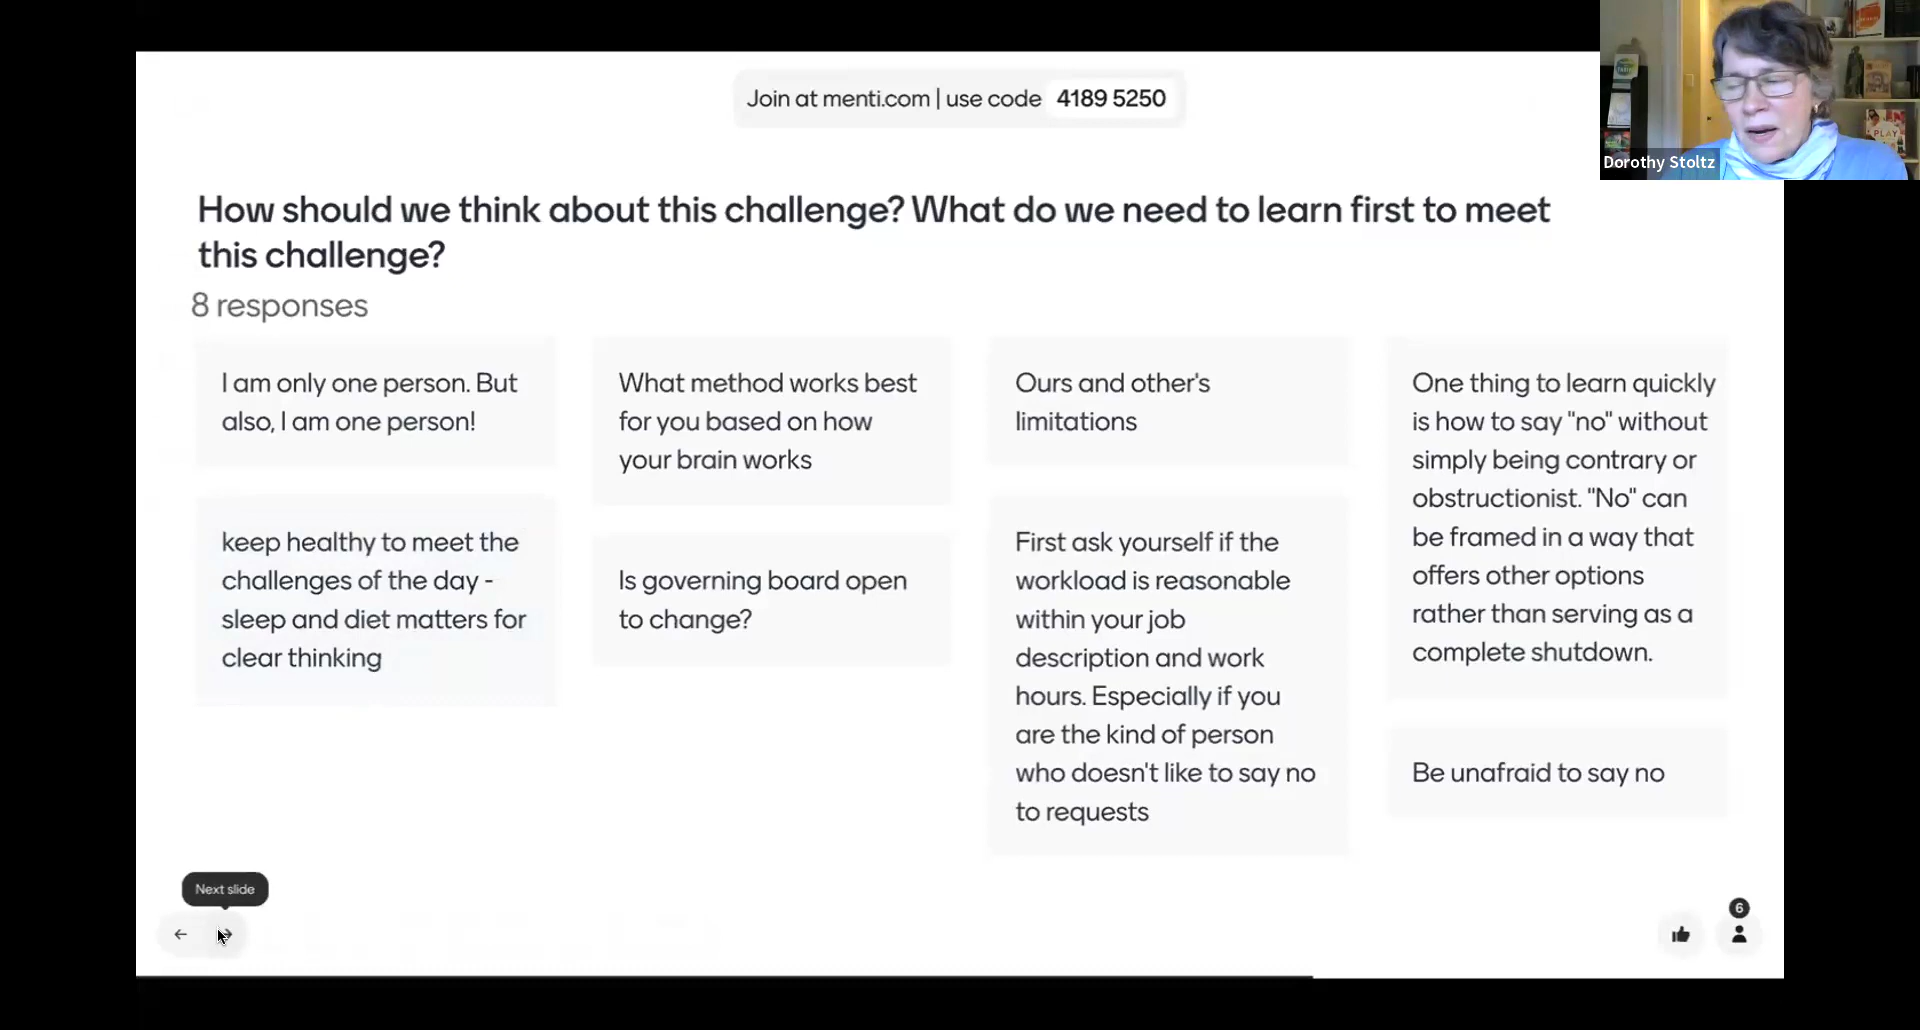 Join at menti.com | use code 4189 5250
Dorothy Stoltz
How should we think about this challenge? What do we need to learn first to meet
this challenge?
8 responses
I am only one person. But
also, I am one person!
keep healthy to meet the
challenges of the day -
sleep and diet matters for
clear thinking
What method works best
for you based on how
your brain works
Is governing board open
to change?
Ours and other's
limitations
First ask yourself if the
workload is reasonable
within your job
description and work
hours. Especially if you
are the kind of person
who doesn't like to say no
to requests
One thing to learn quickly
is how to say "no" without
simply being contrary or
obstructionist. "No" can
be framed in a way that
offers other options
rather than serving as a
complete shutdown.
Be unafraid to say no
Next slide
6
PLAY